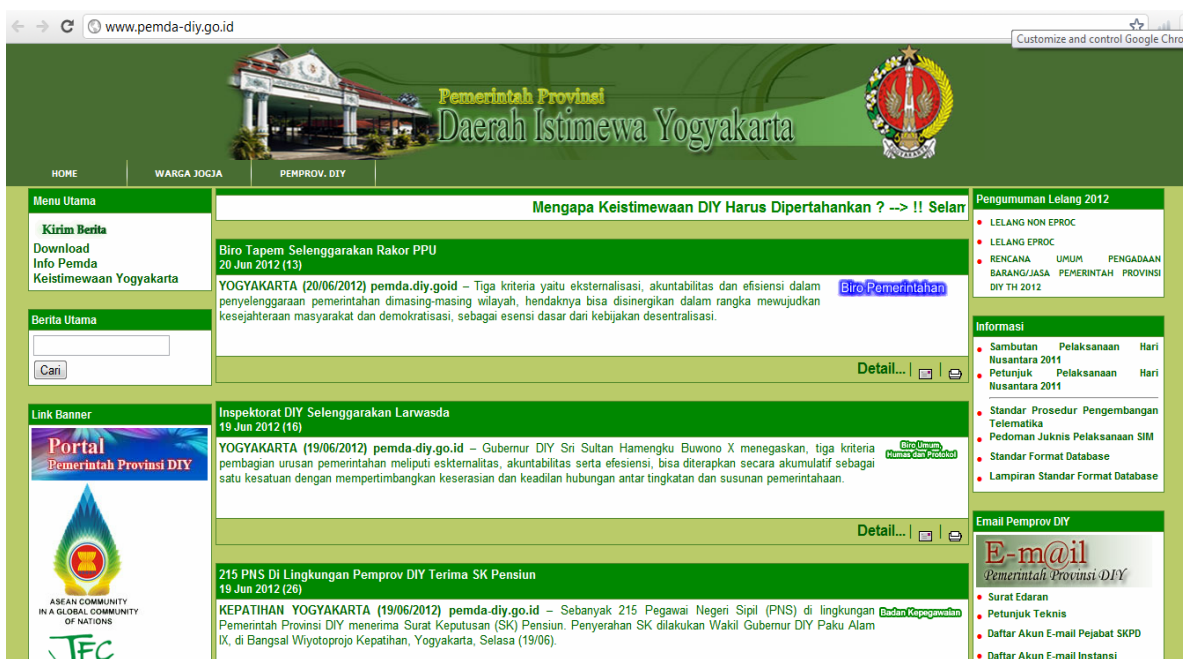 www.pemda-diy.go.id
Customize and control Google Chro
Pemerintah Provinsi
Daerah Istimewa Yogyakarta
HOME
WARGA JOGJA
PEMPROV. DIY
Menu Utama
Kirim Berita
Download
Info Pemda
Keistimewaan Yogyakarta
Berita Utama
Cari
Link Banner
Portal
Pemerintah Provinsi DIY
ASEAN COMMUNITY
IN A GLOBAL COMMUNITY
OF NATIONS
JFC
Mengapa Keistimewaan DIY Harus Dipertahankan ? --> !! Selam
Biro Tapem Selenggarakan Rakor PPU
20 Jun 2012 (13)
YOGYAKARTA (20/06/2012) pemda.diy.goid – Tiga kriteria yaitu eksternalisasi, akuntabilitas dan efisiensi dalam
penyelenggaraan pemerintahan dimasing-masing wilayah, hendaknya bisa disinergikan dalam rangka mewujudkan
kesejahteraan masyarakat dan demokratisasi, sebagai esensi dasar dari kebijakan desentralisasi.
Biro Pemerintahan
Detail... | |
Inspektorat DIY Selenggarakan Larwasda
19 Jun 2012 (16)
YOGYAKARTA (19/06/2012) pemda-diy.go.id – Gubernur DIY Sri Sultan Hamengku Buwono X menegaskan, tiga kriteria
pembagian urusan pemerintahan meliputi eskternalitas, akuntabilitas serta efesiensi, bisa diterapkan secara akumulatif sebagai
satu kesatuan dengan mempertimbangkan keserasian dan keadilan hubungan antar tingkatan dan susunan pemerintahaan.
Biro Umum,
Humas dan Protokol
Detail... | |
215 PNS Di Lingkungan Pemprov DIY Terima SK Pensiun
19 Jun 2012 (26)
KEPATIHAN YOGYAKARTA (19/06/2012) pemda-diy.go.id – Sebanyak 215 Pegawai Negeri Sipil (PNS) di lingkungan
Pemerintah Provinsi DIY menerima Surat Keputusan (SK) Pensiun. Penyerahan SK dilakukan Wakil Gubernur DIY Paku Alam
IX, di Bangsal Wiyotoprojo Kepatihan, Yogyakarta, Selasa (19/06).
Badan Kepegawaian
Pengumuman Lelang 2012
LELANG NON EPROC
LELANG EPROC
RENCANA UMUM PENGADAAN
BARANG/JASA PEMERINTAH PROVINSI
DIY TH 2012
Informasi
Sambutan Pelaksanaan Hari
Nusantara 2011
Petunjuk Pelaksanaan Hari
Nusantara 2011
Standar Prosedur Pengembangan
Telematika
Pedoman Juknis Pelaksanaan SIM
Standar Format Database
Lampiran Standar Format Database
Email Pemprov DIY
E-m@il
Pemerintah Provinsi DIY
Surat Edaran
Petunjuk Teknis
Daftar Akun E-mail Pejabat SKPD
Daftar Akun E-mail Instansi